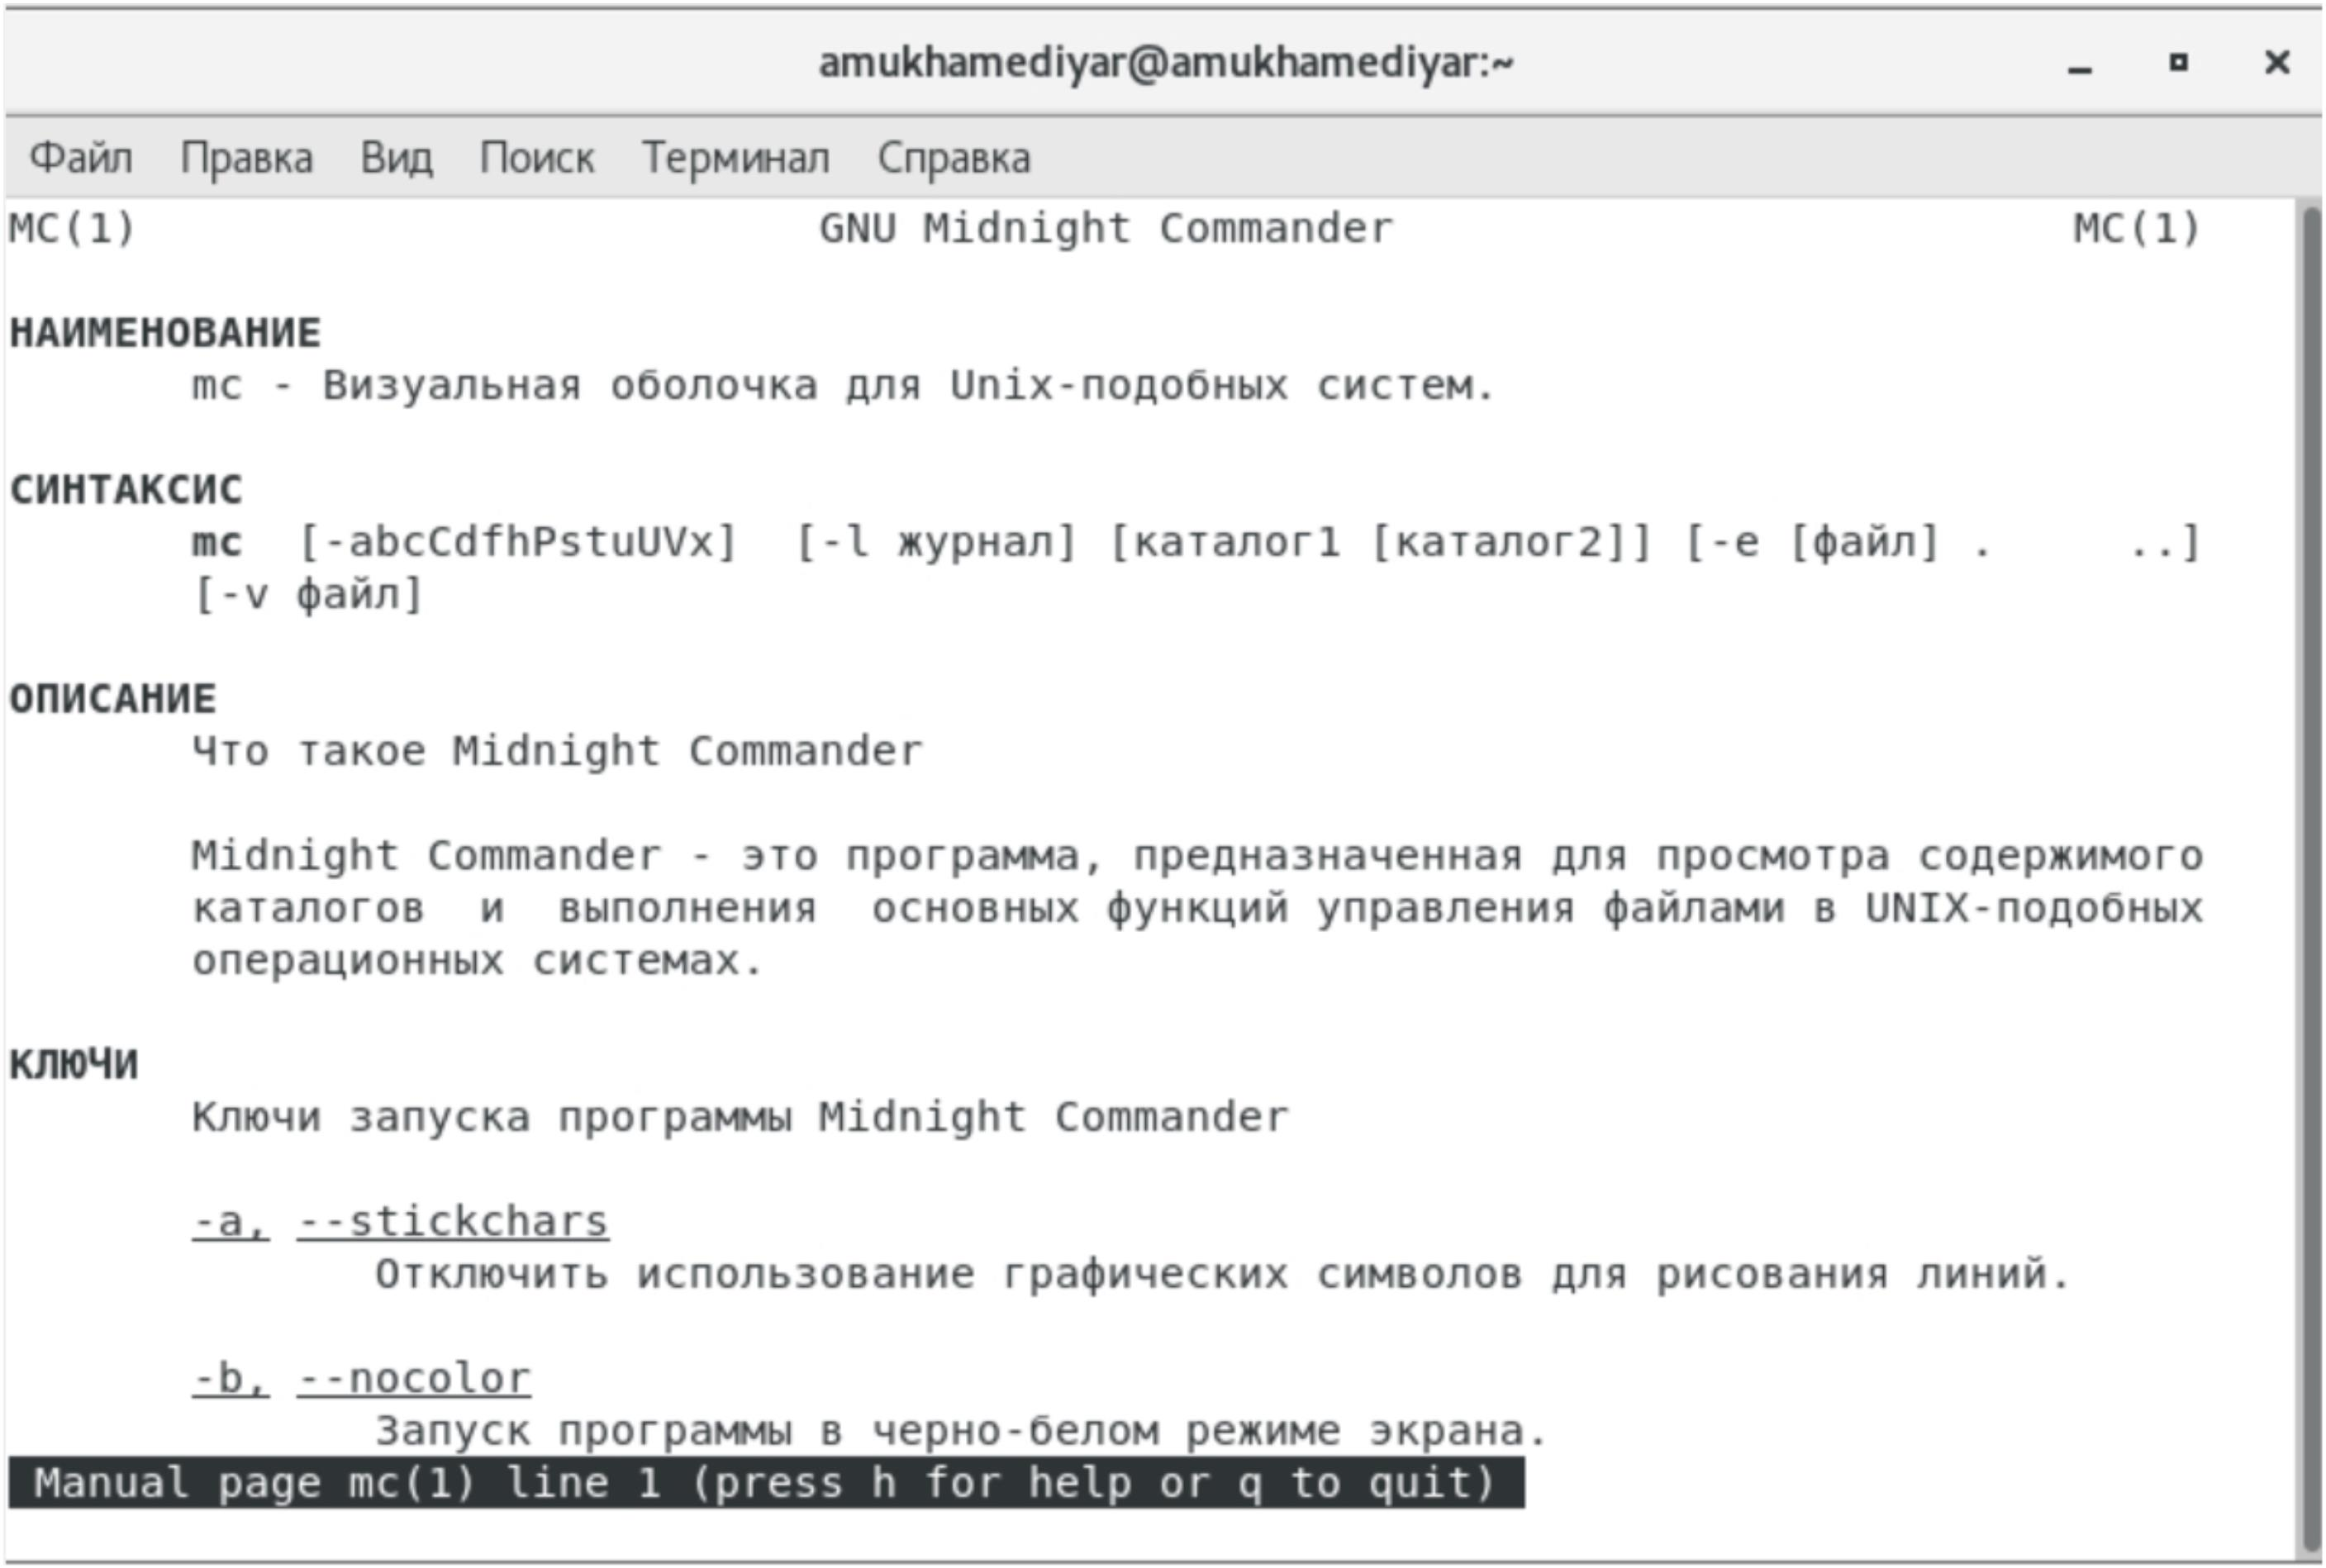 amukhamediyar@amukhamediyar:~
Файл Правка Вид Поиск Терминал Справка
MC(1) GNU Midnight Commander MC(1)
НАИМЕНОВАНИЕ
mc - Визуальная оболочка для Unix-подобных систем.
СИНТАКСИС
mc [-abcCdfhPstuUVx] [-l журнал] [каталог1 [каталог2]] [-e [файл] . ..]
[-v файл]
ОПИСАНИЕ
Что такое Midnight Commander
Midnight Commander - это программа, предназначенная для просмотра содержимого
каталогов и выполнения основных функций управления файлами в UNIX-подобных
операционных системах.
КЛЮЧИ
Ключи запуска программы Midnight Commander
-a, --stickchars
Отключить использование графических символов для рисования линий.
-b, --nocolor
Запуск программы в черно-белом режиме экрана.
Manual page mc(1) line 1 (press h for help or q to quit)